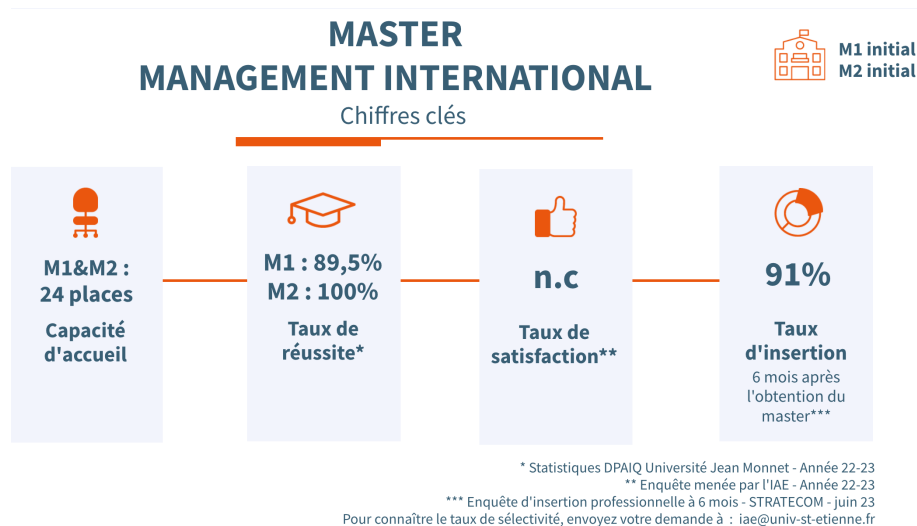 MASTER
MANAGEMENT INTERNATIONAL
Chiffres clés
M1 initial
M2 initial
M1&M2 :
24 places
Capacité
d'accueil
M1 : 89,5%
M2 : 100%
Taux de
réussite*
n.c
Taux de
satisfaction**
91%
Taux
d'insertion
6 mois après
l'obtention du
master***
* Statistiques DPAIQ Université Jean Monnet - Année 22-23
** Enquête menée par l'IAE - Année 22-23
*** Enquête d'insertion professionnelle à 6 mois - STRATECOM - juin 23
Pour connaître le taux de sélectivité, envoyez votre demande à : iae@univ-st-etienne.fr